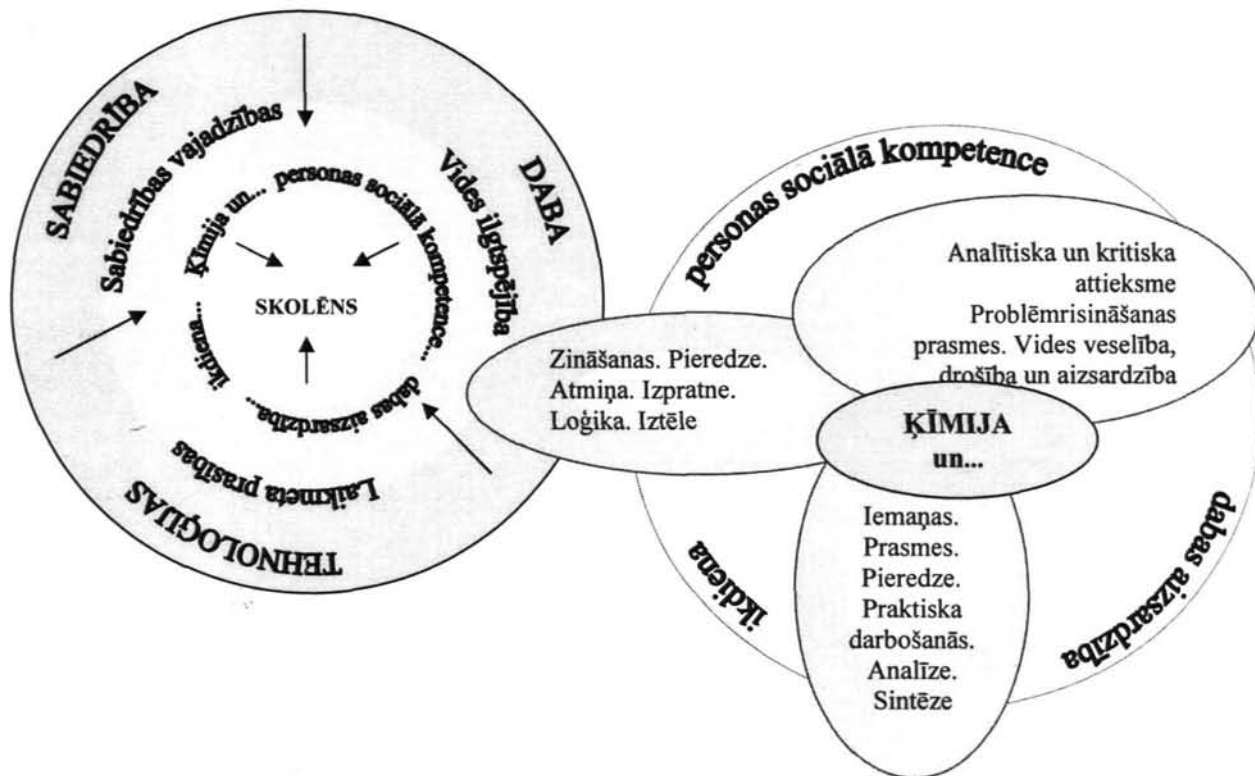 SABIEDRĪBA
DABA
TEHNOLOĢIJAS
Sabiedrības vajadzības
Vides ilgtspējība
Laikmeta prasības
Ķīmija un... personas sociālā kompetence... dabas aizsardzība... ikdiena...
SKOLĒNS
personas sociālā kompetence
Analītiska un kritiska
attieksme
Problēmrisināšanas
prasmes. Vides veselība,
drošība un aizsardzība
Zināšanas. Pieredze.
Atmiņa. Izpratne.
Loģika. Iztēle
ĶĪMIJA
un...
Iemaņas.
Prasmes.
Pieredze.
Praktiska
darbošanās.
Analīze.
Sintēze
ikdiena
dabas aizsardzība